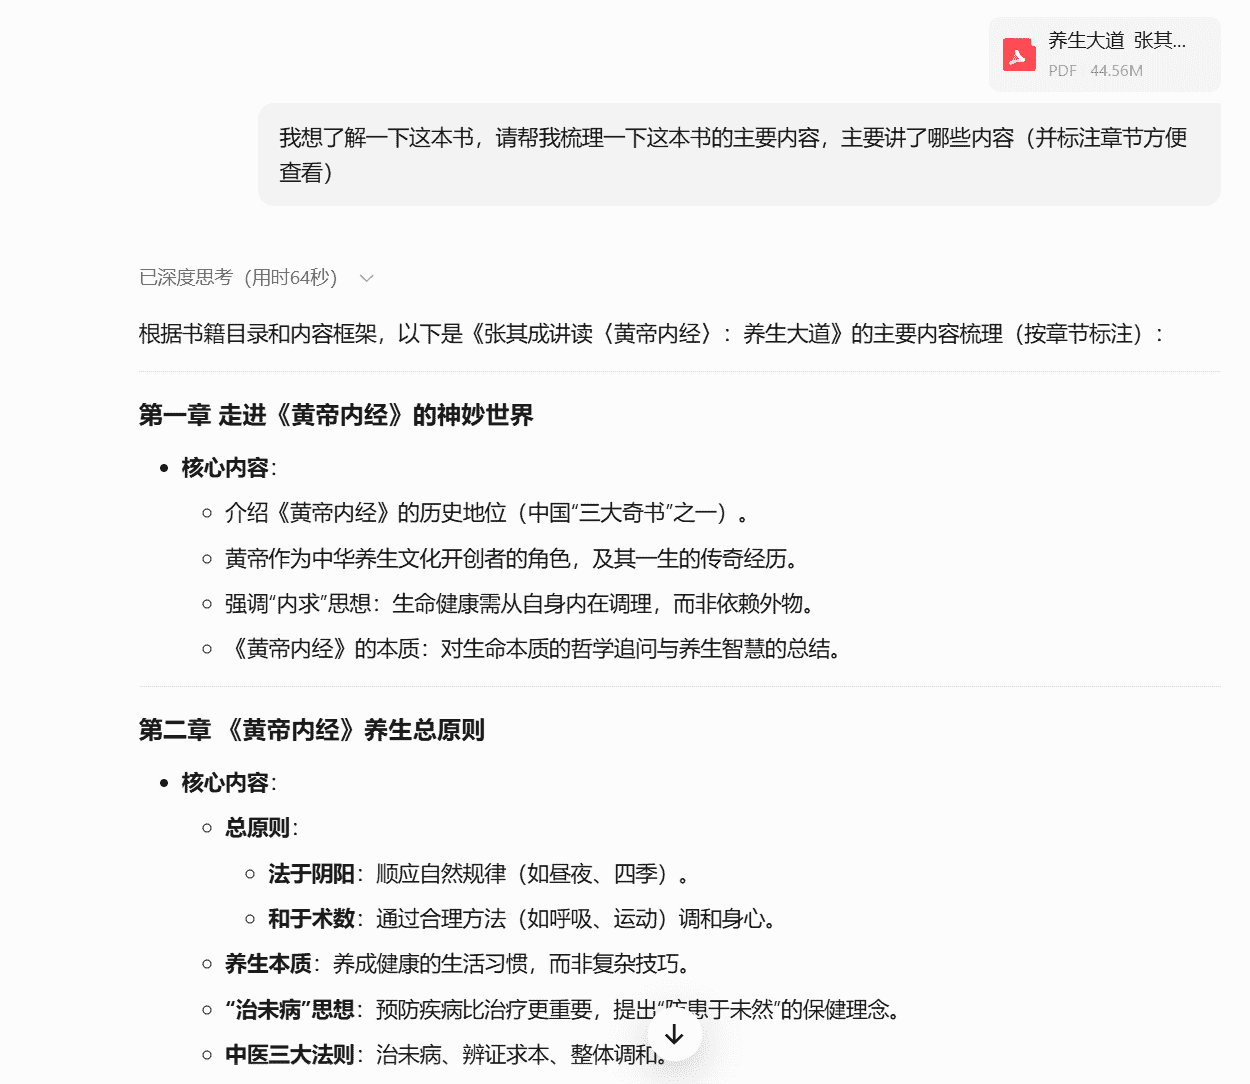 养生大道 张其...
PDF 44.56M
我想了解一下这本书，请帮我梳理一下这本书的主要内容，主要讲了哪些内容（并标注章节方便
查看）
已深度思考（用时64秒）
根据书籍目录和内容框架，以下是《张其成讲读〈黄帝内经〉：养生大道》的主要内容梳理（按章节标注）：
第一章 走进《黄帝内经》的神妙世界
核心内容：
介绍《黄帝内经》的历史地位（中国“三大奇书”之一）。
黄帝作为中华养生文化开创者的角色，及其一生的传奇经历。
强调“内求”思想：生命健康需从自身内在调理，而非依赖外物。
《黄帝内经》的本质：对生命本质的哲学追问与养生智慧的总结。
第二章 《黄帝内经》养生总原则
核心内容：
总原则：
法于阴阳：顺应自然规律（如昼夜、四季）。
和于术数：通过合理方法（如呼吸、运动）调和身心。
养生本质：养成健康的生活习惯，而非复杂技巧。
“治未病”思想：预防疾病比治疗更重要，提出“防患于未然”的保健理念。
中医三大法则：治未病、辨证求本、整体调和。